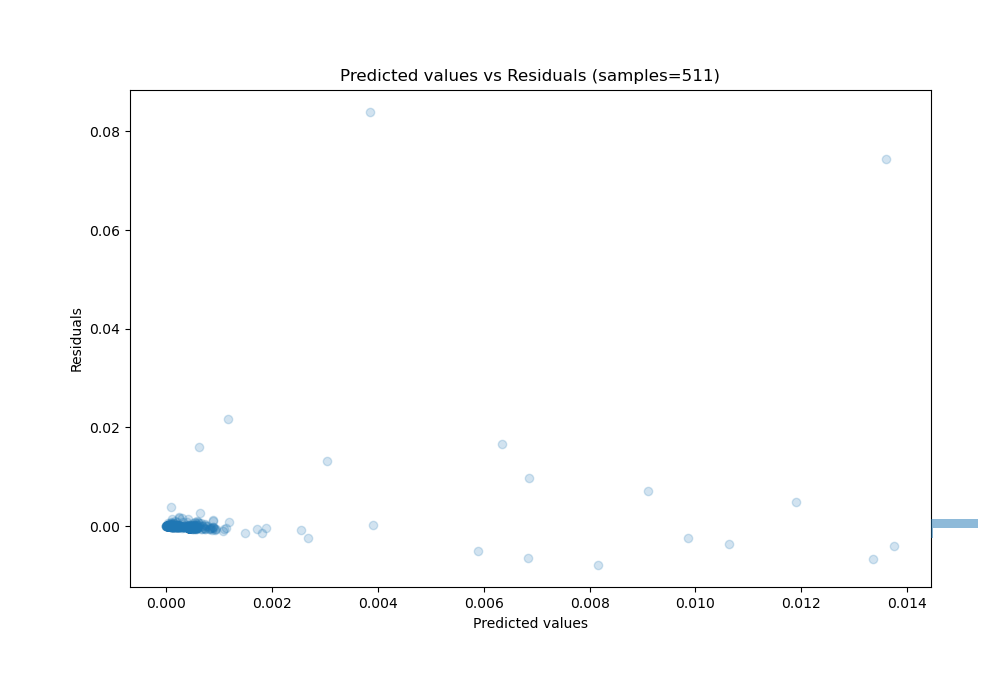 Predicted values vs Residuals (samples=511)
0.08
0.06
0.04
0.02
0.00
Residuals
0.000 0.002 0.004 0.006 0.008 0.010 0.012 0.014
Predicted values